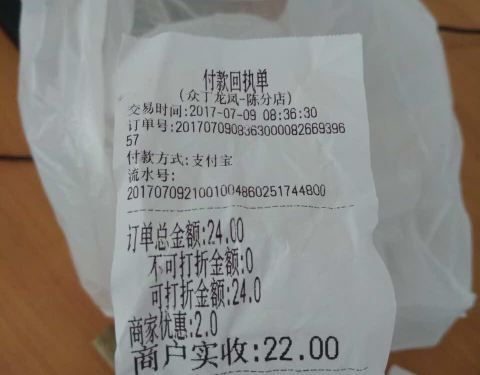 付款回执单
(众丁龙凤-陈分店)
交易时间:2017-07-09 08:36:30
订单号:2017070908363000082669396
57
付款方式:支付宝
流水号:
2017070921001004860251744800
订单总金额:24.00
不可打折金额:0
可打折金额:24.0
商家优惠:2.0
商户实收:22.00